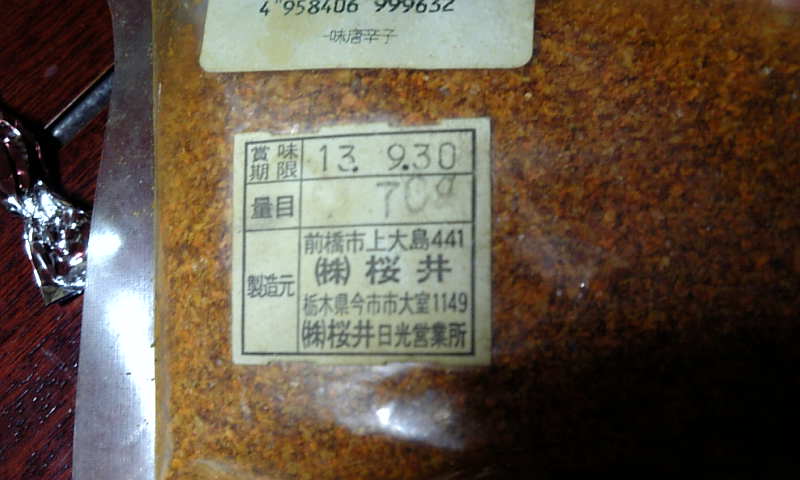 4 958406 999632
一味唐辛子
賞味期限 13. 9.30
量目 70g
製造元
前橋市上大島441
㈱ 桜井
栃木県今市市大室1149
㈱桜井日光営業所